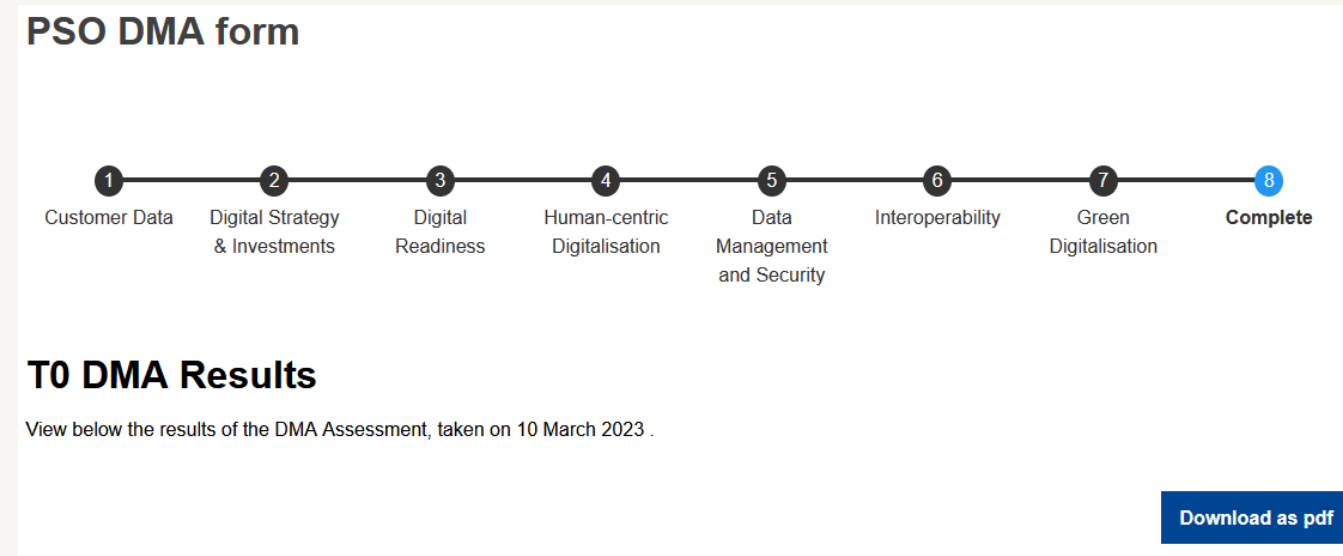 PSO DMA form
1 2 3 4 5 6 7 8
Customer Data
Digital Strategy
& Investments
Digital
Readiness
Human-centric
Digitalisation
Data
Management
and Security
Interoperability
Green
Digitalisation
Complete
T0 DMA Results
View below the results of the DMA Assessment, taken on 10 March 2023 .
Download as pdf